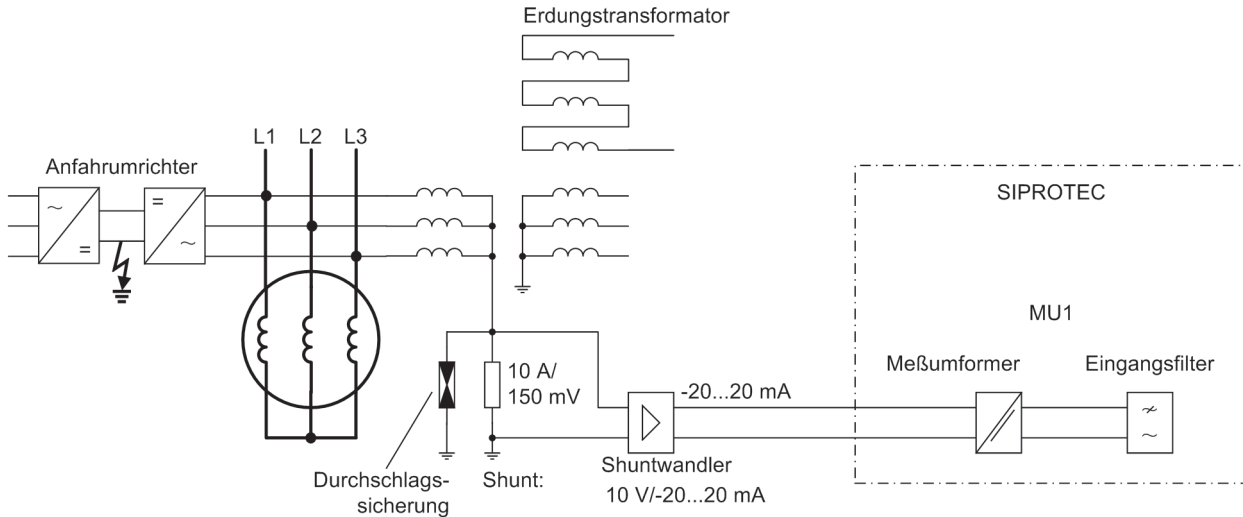 Erdungstransformator
L1 L2 L3
Anfahrumrichter
~
=
=
~
SIPROTEC
MU1
10 A/
150 mV
-20...20 mA
Meßumformer
Eingangsfilter
Durchschlags-
sicherung
Shunt:
Shuntwandler
10 V/-20...20 mA